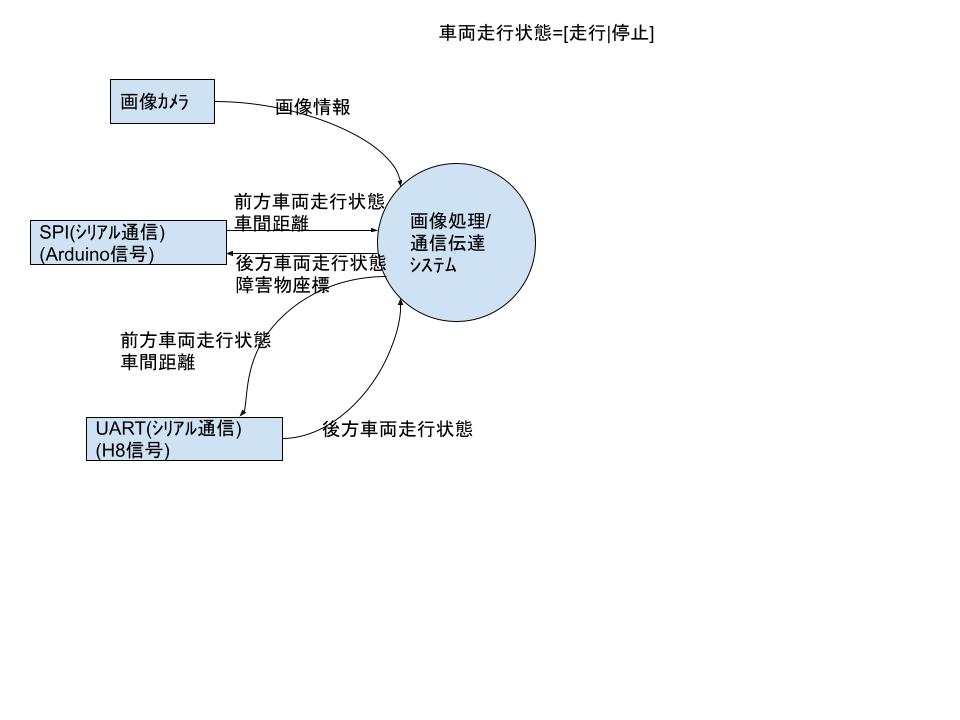 車両走行状態=[走行|停止]
画像ｶﾒﾗ
画像情報
前方車両走行状態
車間距離
画像処理/
通信伝達
ｼｽﾃﾑ
SPI(ｼﾘｱﾙ通信)
(Arduino信号)
後方車両走行状態
障害物座標
前方車両走行状態
車間距離
UART(ｼﾘｱﾙ通信)
(H8信号)
後方車両走行状態